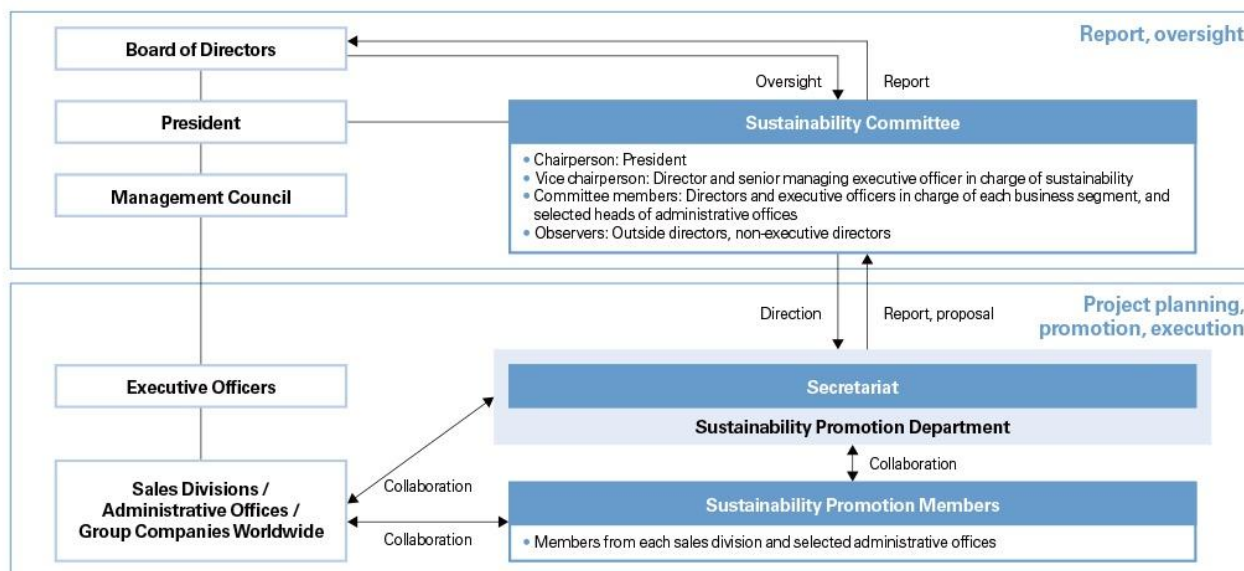 Report, oversight
Board of Directors
Oversight
Report
President
Sustainability Committee
• Chairperson: President
• Vice chairperson: Director and senior managing executive officer in charge of sustainability
• Committee members: Directors and executive officers in charge of each business segment, and
selected heads of administrative offices
• Observers: Outside directors, non-executive directors
Management Council
Project planning,
promotion, execution
Direction
Report, proposal
Executive Officers
Secretariat
Sustainability Promotion Department
Collaboration
Collaboration
Sales Divisions /
Administrative Offices /
Group Companies Worldwide
Collaboration
Sustainability Promotion Members
• Members from each sales division and selected administrative offices